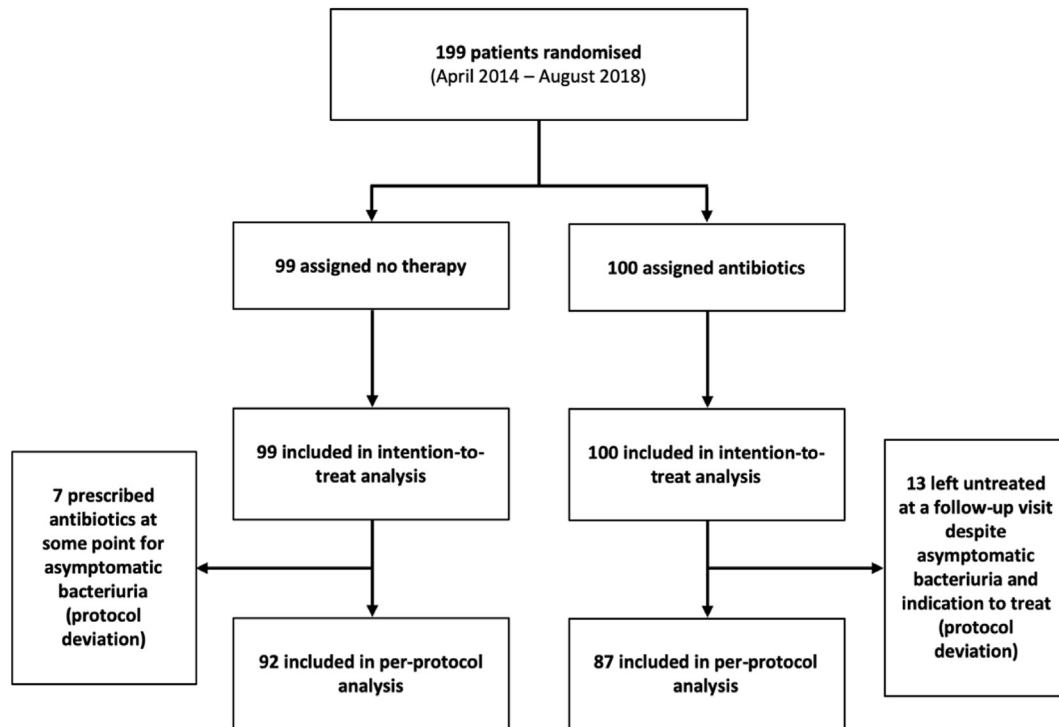 199 patients randomised
(April 2014 – August 2018)
99 assigned no therapy
100 assigned antibiotics
99 included in intention-to-
treat analysis
100 included in intention-to-
treat analysis
7 prescribed
antibiotics at
some point for
asymptomatic
bacteriuria
(protocol
deviation)
13 left untreated
at a follow-up visit
despite
asymptomatic
bacteriuria and
indication to treat
(protocol
deviation)
92 included in per-protocol
analysis
87 included in per-protocol
analysis